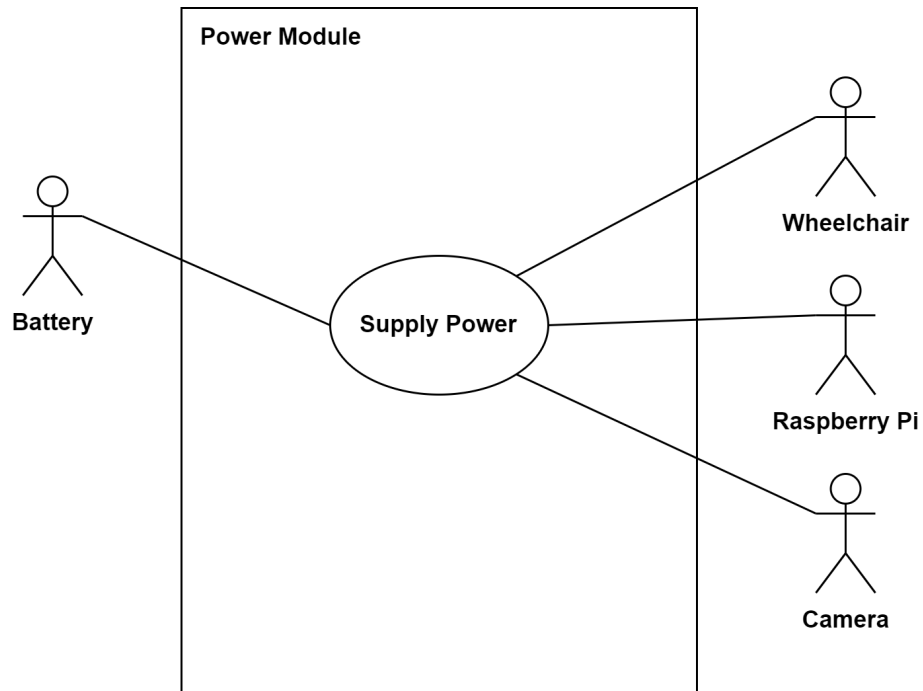 Power Module
Wheelchair
Battery
Supply Power
Raspberry Pi
Camera